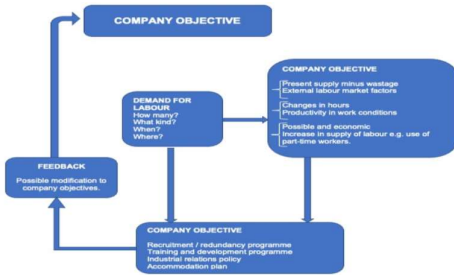 COMPANY OBJECTIVE
DEMAND FOR
LABOUR
How many?
What kind?
When?
Where?
COMPANY OBJECTIVE
Present supply minus wastage
External labour market factors
Changes in hours
Productivity in work conditions
Possible and economic
Increase in supply of labour e.g. use of
part-time workers.
FEEDBACK
Possible modification to
company objectives.
COMPANY OBJECTIVE
Recruitment / redundancy programme
Training and development programme
Industrial relations policy
Accommodation plan